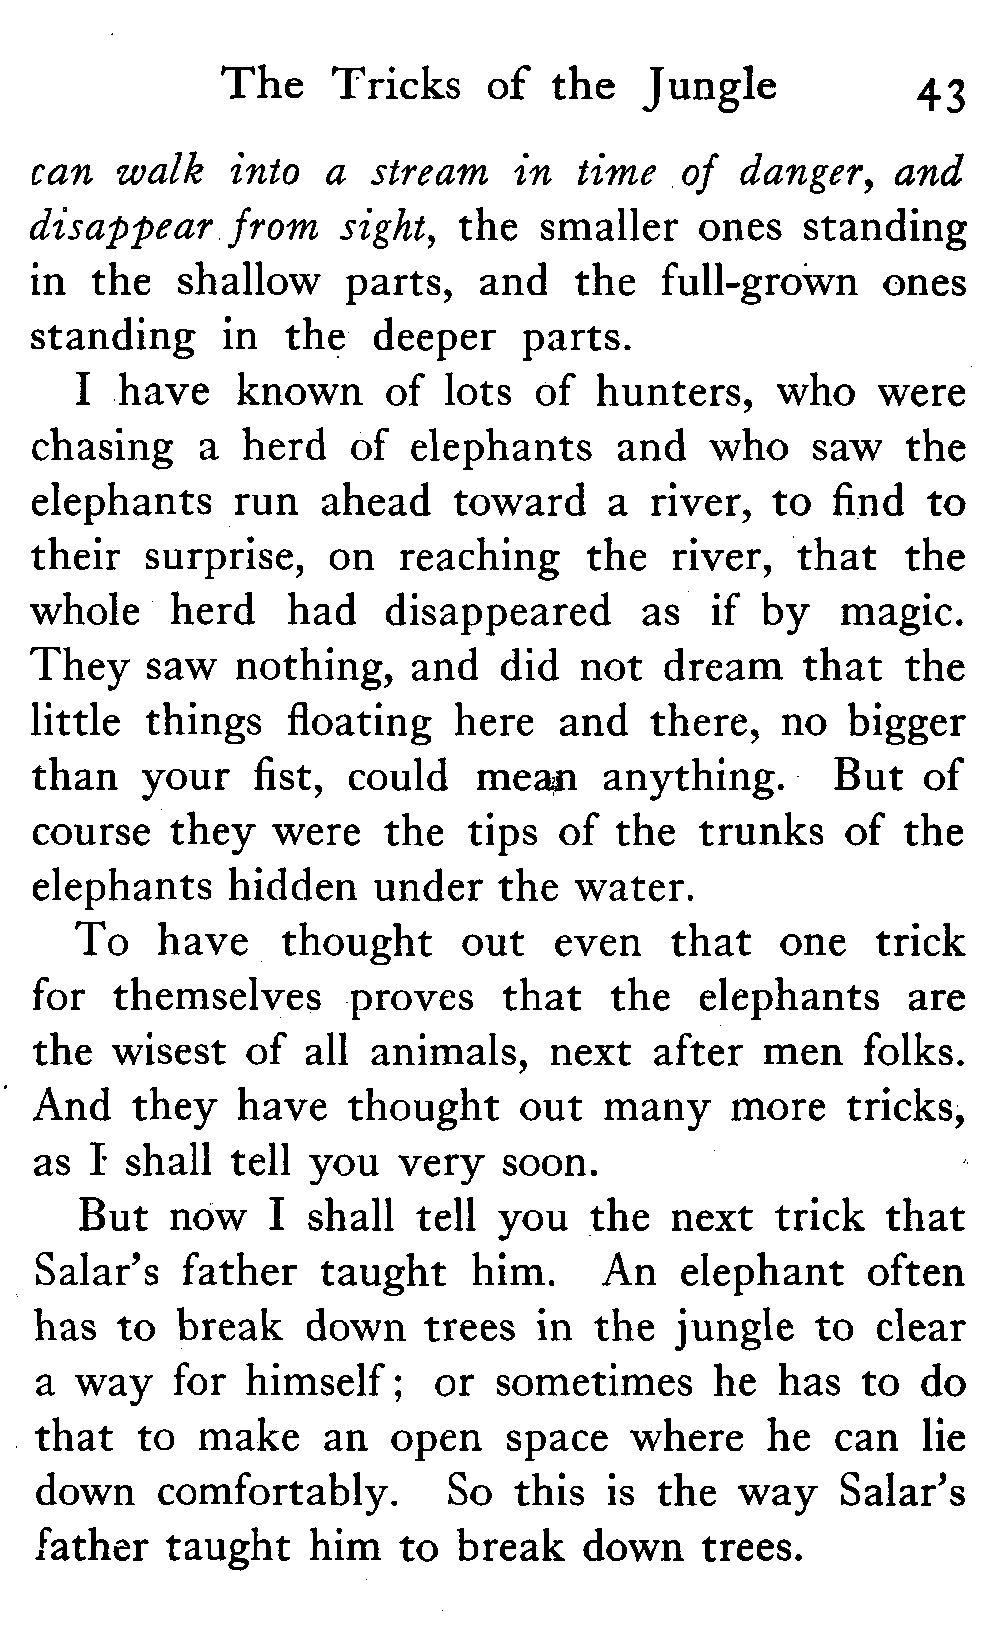 The Tricks of the Jungle 43
can walk into a stream in time of danger, and
disappear from sight, the smaller ones standing
in the shallow parts, and the full-grown ones
standing in the deeper parts.
I have known of lots of hunters, who were
chasing a herd of elephants and who saw the
elephants run ahead toward a river, to find to
their surprise, on reaching the river, that the
whole herd had disappeared as if by magic.
They saw nothing, and did not dream that the
little things floating here and there, no bigger
than your fist, could mean anything. But of
course they were the tips of the trunks of the
elephants hidden under the water.
To have thought out even that one trick
for themselves proves that the elephants are
the wisest of all animals, next after men folks.
And they have thought out many more tricks,
as I shall tell you very soon.
But now I shall tell you the next trick that
Salar's father taught him. An elephant often
has to break down trees in the jungle to clear
a way for himself; or sometimes he has to do
that to make an open space where he can lie
down comfortably. So this is the way Salar's
father taught him to break down trees.